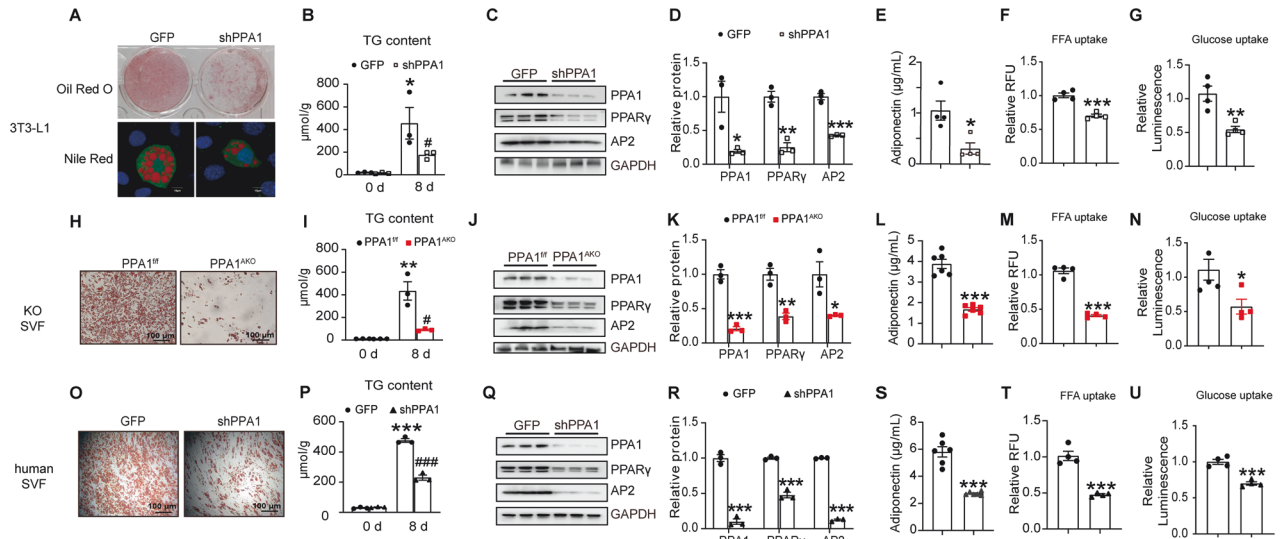 A
GFP
shPPA1
Oil Red O
3T3-L1
Nile Red
B
TG content
GFP
shPPA1
μmol/g
800
600
400
200
0
*
#
0 d
8 d
C
GFP
shPPA1
PPA1
PPARγ
AP2
GAPDH
D
GFP
shPPA1
Relative protein
1.5
1.0
0.5
0.0
*
**
***
PPA1
PPARγ
AP2
E
Adiponectin (μg/mL)
2.0
1.5
1.0
0.5
0.0
*
F
FFA uptake
Relative RFU
1.5
1.0
0.5
0.0
***
G
Glucose uptake
Relative
Luminescence
1.5
1.0
0.5
0.0
**
H
PPA1f/f
PPA1AKO
KO
SVF
100 μm
100 μm
I
TG content
PPA1f/f
PPA1AKO
μmol/g
800
600
400
200
0
**
#
0 d
8 d
J
PPA1f/f
PPA1AKO
PPA1
PPARγ
AP2
GAPDH
K
PPA1f/f
PPA1AKO
Relative protein
1.5
1.0
0.5
0.0
***
**
*
PPA1
PPARγ
AP2
L
Adiponectin (μg/mL)
5
4
3
2
1
0
***
M
FFA uptake
Relative RFU
1.5
1.0
0.5
0.0
***
N
Glucose uptake
Relative
Luminescence
1.5
1.0
0.5
0.0
*
O
GFP
shPPA1
human
SVF
100 μm
100 μm
P
TG content
GFP
shPPA1
μmol/g
600
400
200
0
***
###
0 d
8 d
Q
GFP
shPPA1
PPA1
PPARγ
AP2
GAPDH
R
GFP
shPPA1
Relative protein
1.5
1.0
0.5
0.0
***
***
***
PPA1
PPARγ
AP2
S
Adiponectin (μg/mL)
8
6
4
2
0
***
T
FFA uptake
Relative RFU
1.5
1.0
0.5
0.0
***
U
Glucose uptake
Relative
Luminescence
1.5
1.0
0.5
0.0
***